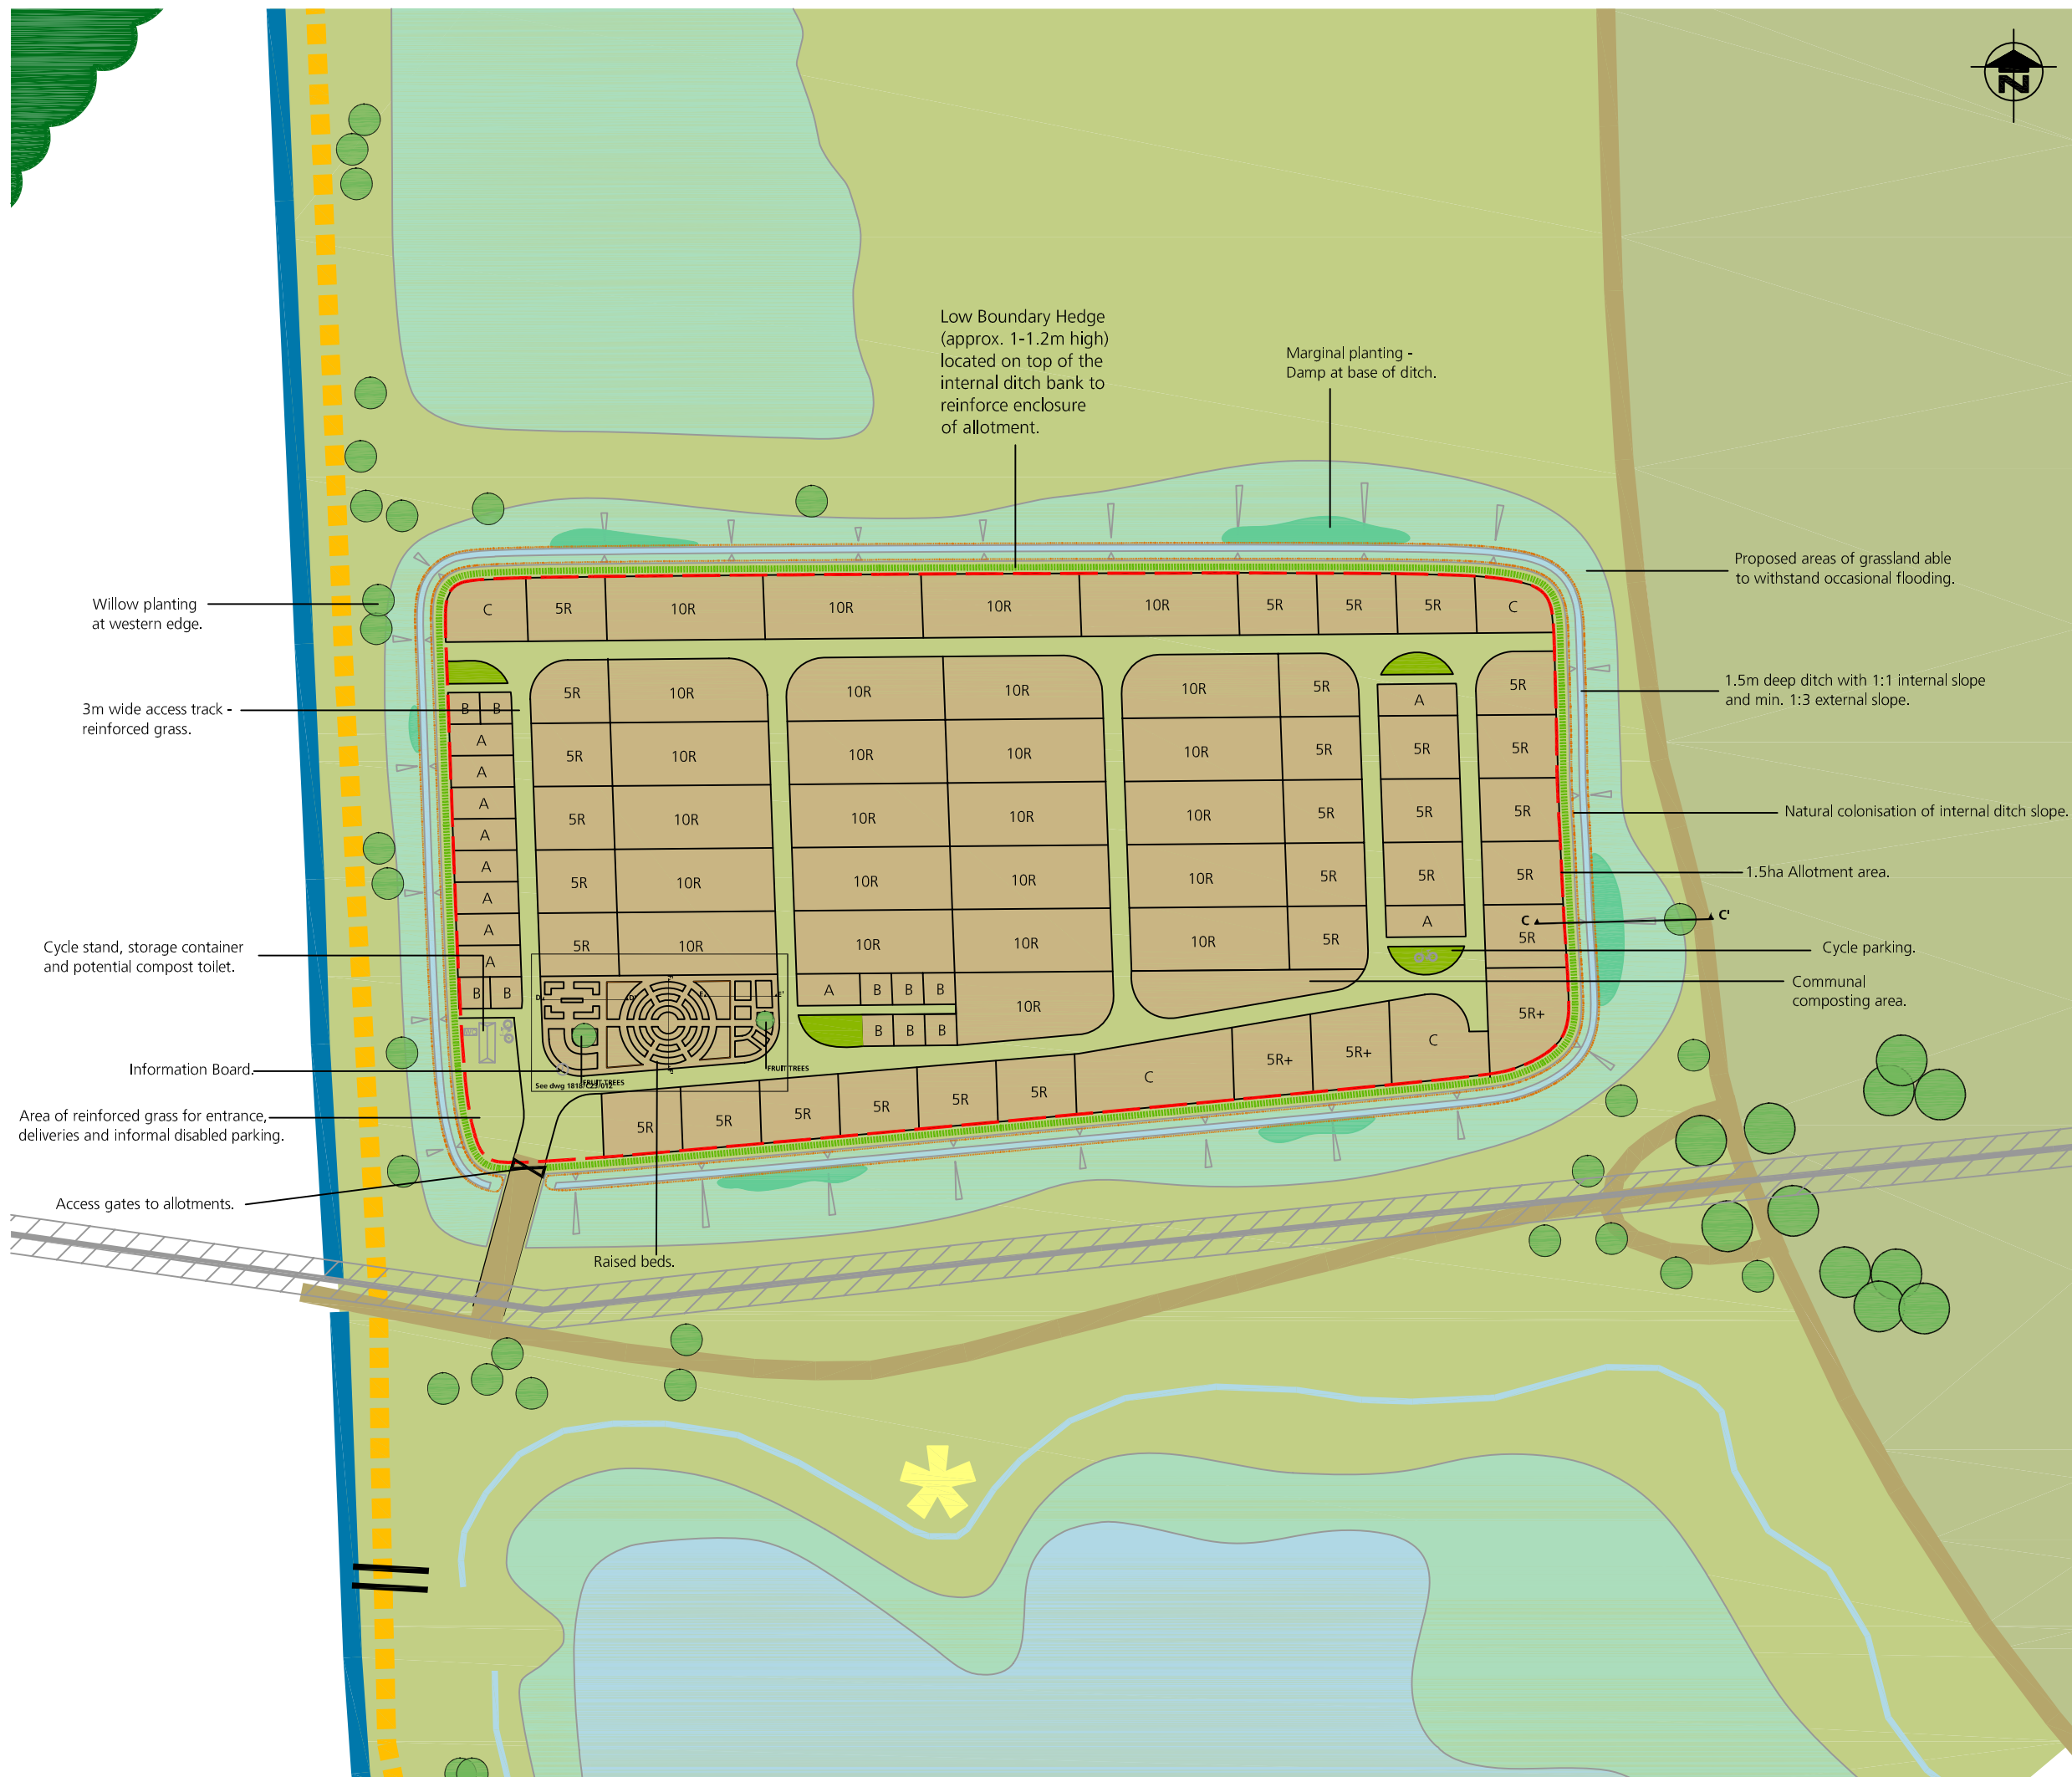 N
Low Boundary Hedge
(approx. 1-1.2m high)
located on top of the
internal ditch bank to
reinforce enclosure
of allotment.
Marginal planting -
Damp at base of ditch.
Proposed areas of grassland able
to withstand occasional flooding.
Willow planting
at western edge.
C 5R 10R 10R 10R 10R 5R 5R 5R C
1.5m deep ditch with 1:1 internal slope
and min. 1:3 external slope.
3m wide access track -
reinforced grass.
B B 5R 10R 10R 10R 10R 5R A 5R
A
A 5R 10R 10R 10R 10R 5R 5R 5R
A
A 5R 10R 10R 10R 10R 5R 5R 5R
Natural colonisation of internal ditch slope.
A
A 5R 10R 10R 10R 10R 5R 5R 5R
1.5ha Allotment area.
A 5R 10R 10R 10R 10R 5R A 5R
C C'
A
Cycle stand, storage container
and potential compost toilet.
Cycle parking.
Communal
composting area.
B B A B B B 10R 5R+
B B B
Information Board.
FRUIT TREES
FRUIT TREES
See dwg 1818/C23/012
C 5R+ 5R+ C
5R 5R 5R 5R 5R 5R
Area of reinforced grass for entrance,
deliveries and informal disabled parking.
Access gates to allotments.
Raised beds.